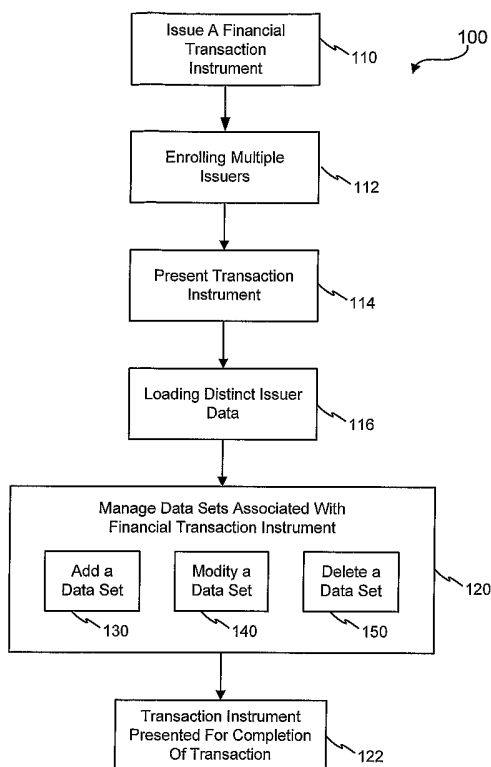 Issue A Financial
Transaction
Instrument
110
100
Enrolling Multiple
Issuers
112
Present Transaction
Instrument
114
Loading Distinct Issuer
Data
116
Manage Data Sets Associated With
Financial Transaction Instrument
Add a
Data Set
130
Modify a
Data Set
140
Delete a
Data Set
150
120
Transaction Instrument
Presented For Completion
Of Transaction
122